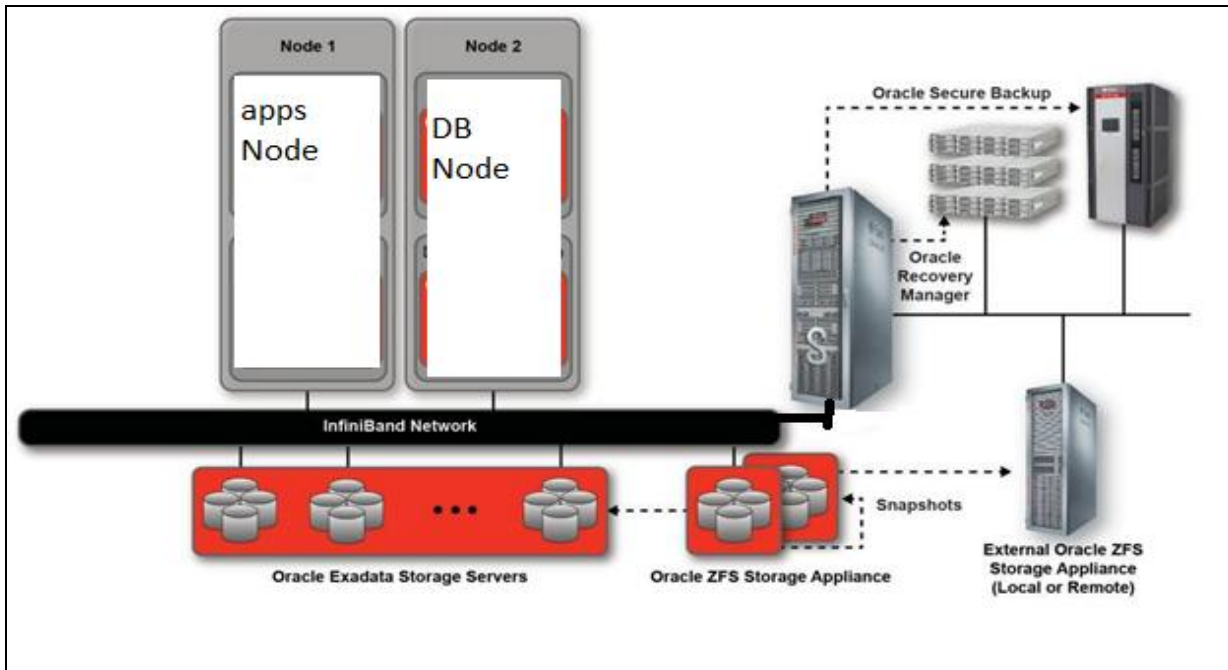 Node 1
Node 2
apps
Node
DB
Node
Oracle Secure Backup
Oracle
Recovery
Manager
InfiniBand Network
Snapshots
Oracle Exadata Storage Servers
Oracle ZFS Storage Appliance
External Oracle ZFS
Storage Appliance
(Local or Remote)